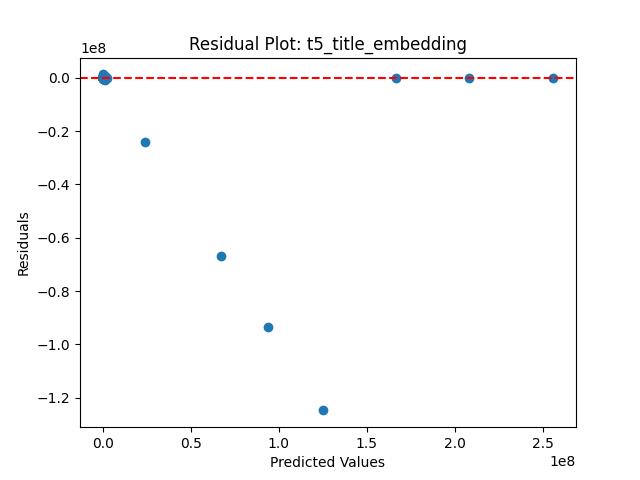 Residual Plot: t5_title_embedding
1e8
0.0
−0.2
−0.4
−0.6
−0.8
−1.0
−1.2
Residuals
0.0 0.5 1.0 1.5 2.0 2.5
1e8
Predicted Values